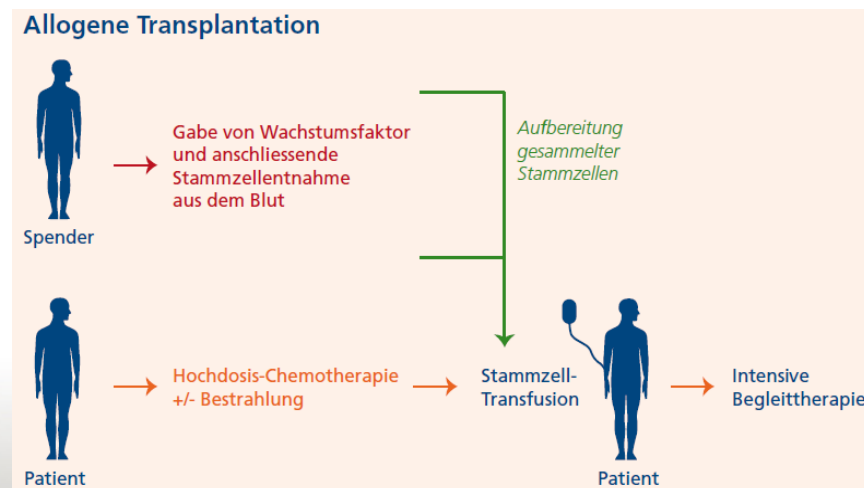 Allogene Transplantation
Gabe von Wachstumsfaktor
und anschliessende
Stammzellentnahme
aus dem Blut
Aufbereitung
gesammelter
Stammzellen
Spender
Hochdosis-Chemotherapie
+/- Bestrahlung
Stammzell-
Transfusion
Intensive
Begleittherapie
Patient
Patient